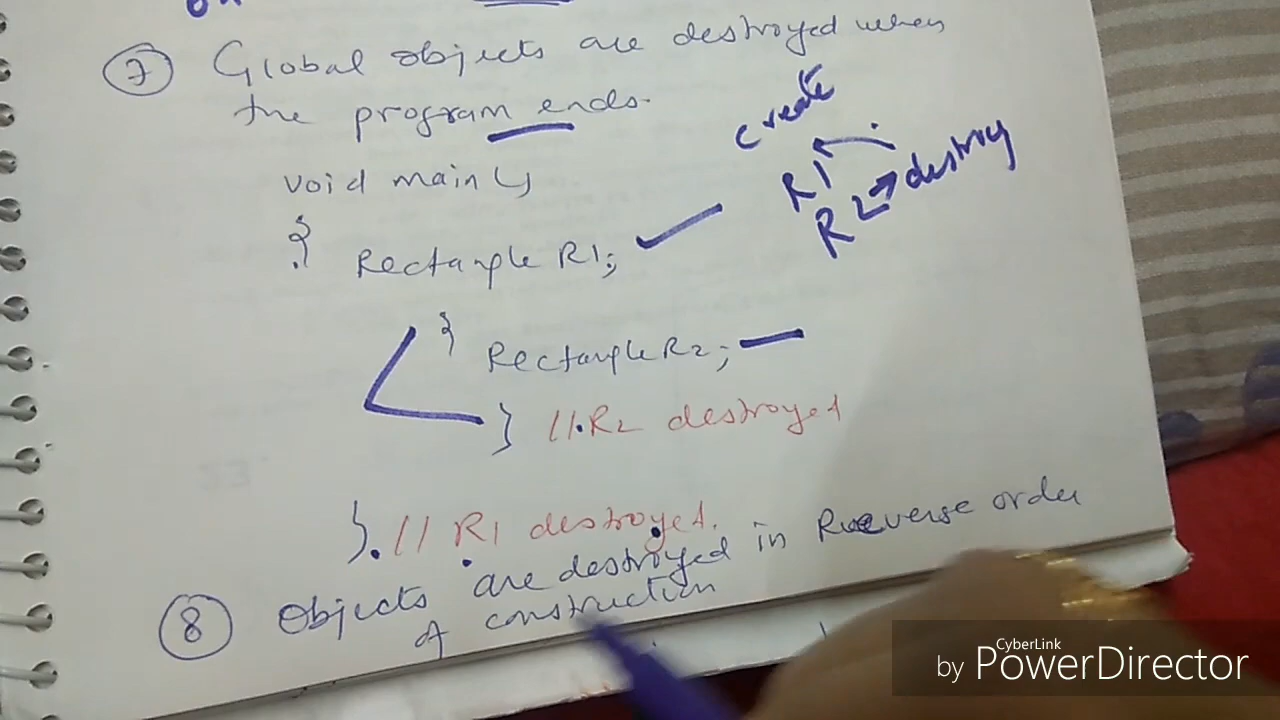 7 Global objects are destroyed when
the program ends.
void main()
{ Rectangle R1;
{ Rectangle R2;
} //.R2 destroyed
}. // R1 destroyed.
8 Objects are destroyed in Reverse order
of construction
create
R1
R2 → destroy
CyberLink
by PowerDirector